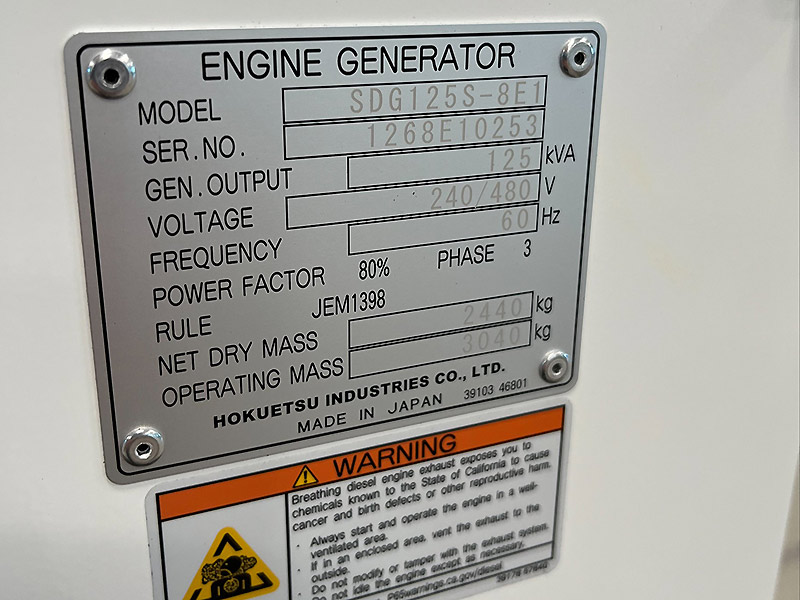 ENGINE GENERATOR
MODEL SDG125S-8E1
SER.NO. 1268E10253
GEN.OUTPUT 125 kVA
VOLTAGE 240/480 V
FREQUENCY 60 Hz
POWER FACTOR 80% PHASE 3
RULE JEM1398
NET DRY MASS 2440 kg
OPERATING MASS 3040 kg
HOKUETSU INDUSTRIES CO., LTD.
MADE IN JAPAN 39103 46801
WARNING
Breathing diesel engine exhaust exposes you to
chemicals known to the State of California to cause
cancer and birth defects or other reproductive harm.
· Always start and operate the engine in a well-
ventilated area.
· If in an enclosed area, vent the exhaust to the
outside.
· Do not modify or tamper with the exhaust system.
· Do not idle the engine except as necessary.
P65warnings.ca.gov/diesel